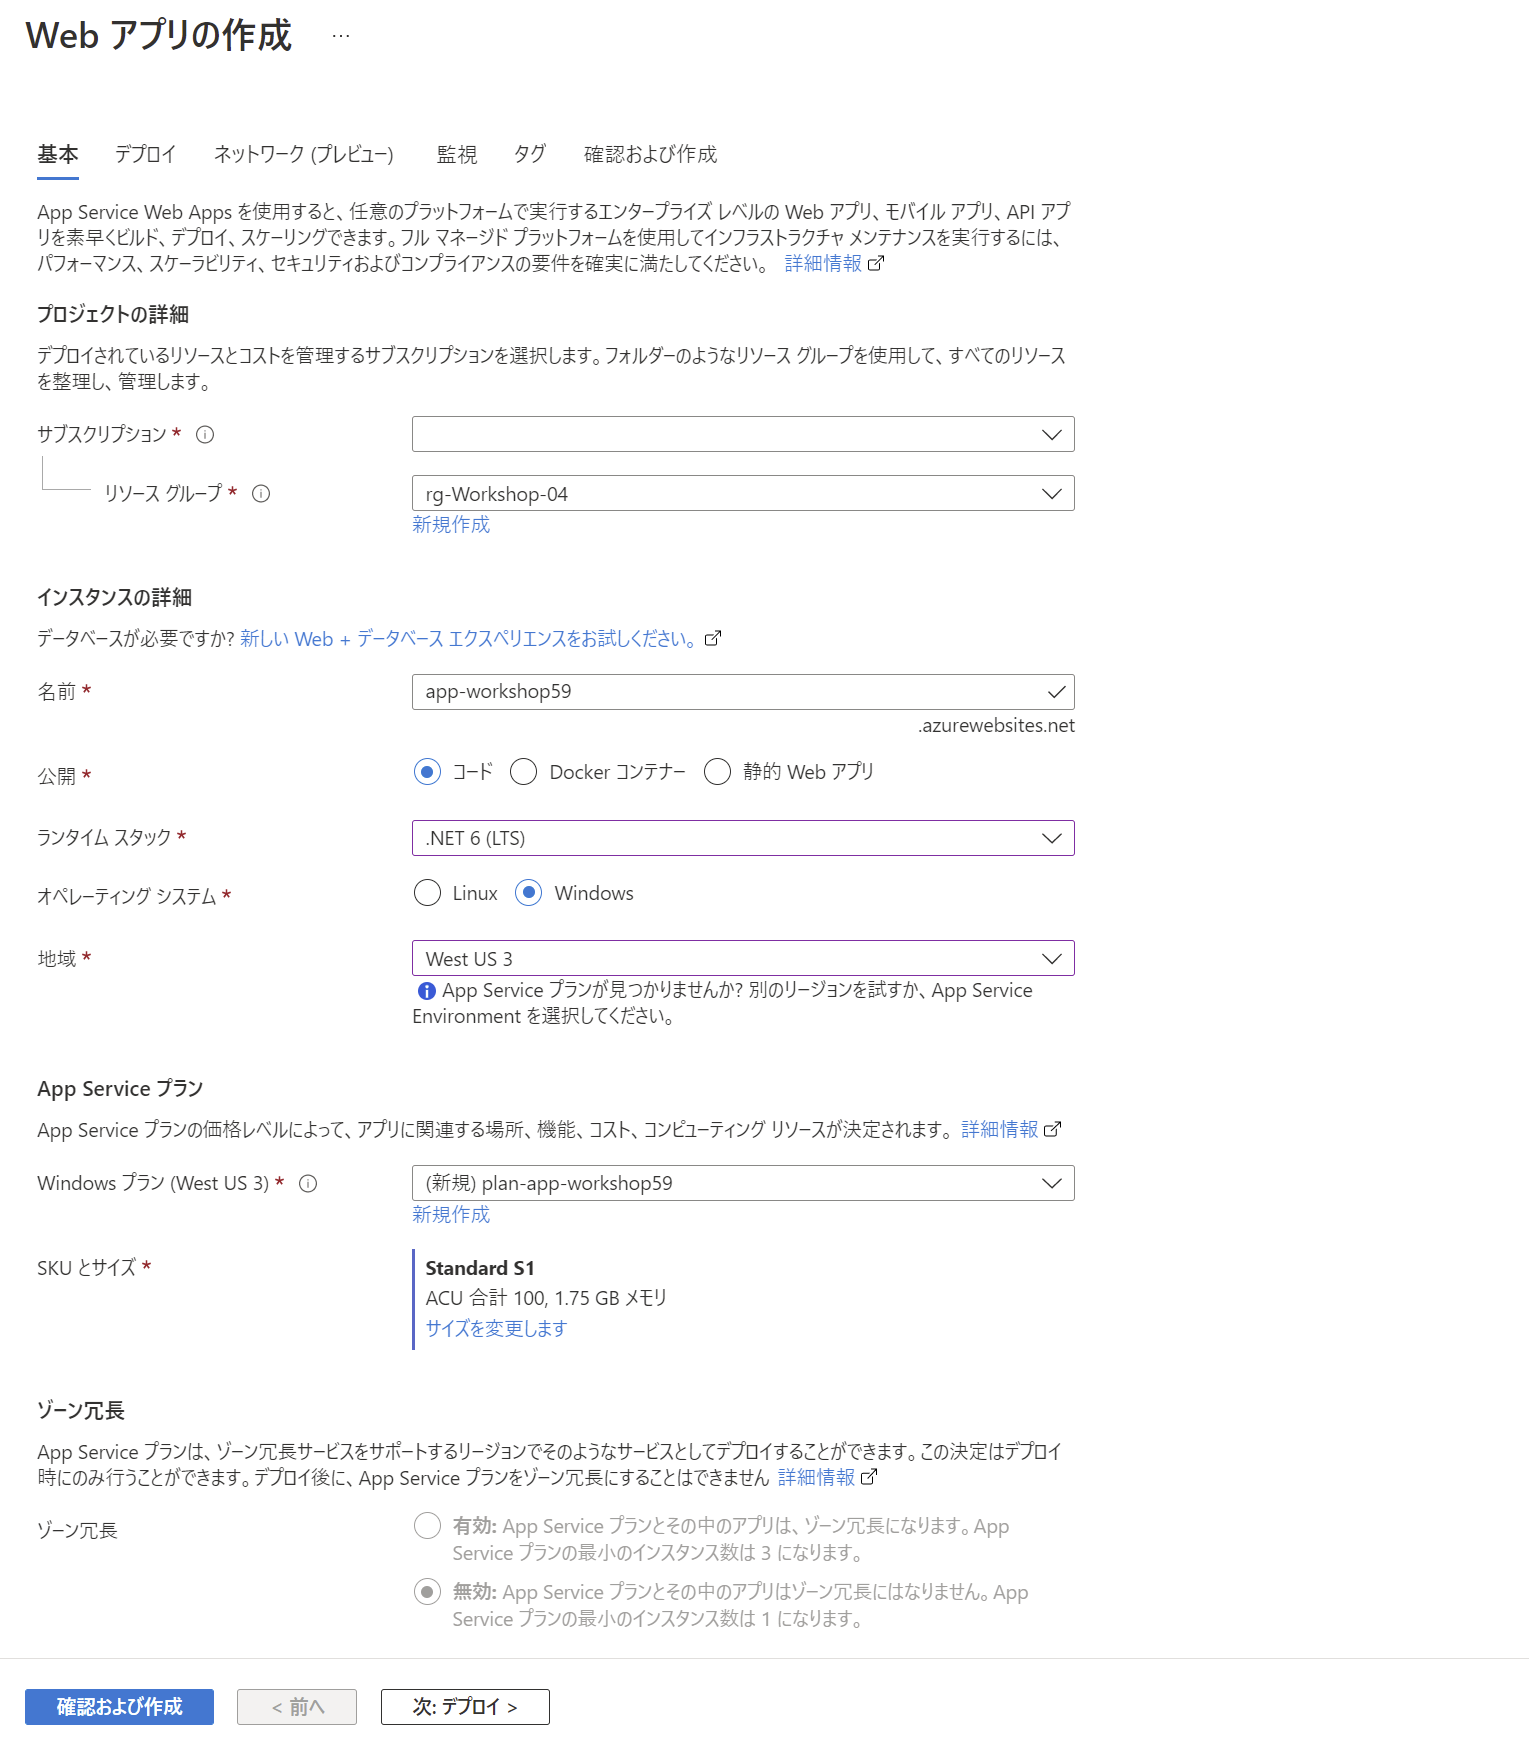 Web アプリの作成 …
基本 デプロイ ネットワーク (プレビュー) 監視 タグ 確認および作成
App Service Web Apps を使用すると、任意のプラットフォームで実行するエンタープライズ レベルの Web アプリ、モバイル アプリ、API アプ
リを素早くビルド、デプロイ、スケーリングできます。フル マネージド プラットフォームを使用してインフラストラクチャ メンテナンスを実行するには、
パフォーマンス、スケーラビリティ、セキュリティおよびコンプライアンスの要件を確実に満たしてください。 詳細情報
プロジェクトの詳細
デプロイされているリソースとコストを管理するサブスクリプションを選択します。フォルダーのようなリソース グループを使用して、すべてのリソース
を整理し、管理します。
サブスクリプション *
リソース グループ * rg-Workshop-04
新規作成
インスタンスの詳細
データベースが必要ですか? 新しい Web + データベース エクスペリエンスをお試しください。
名前 * app-workshop59
.azurewebsites.net
公開 * コード Docker コンテナー 静的 Web アプリ
ランタイム スタック * .NET 6 (LTS)
オペレーティング システム * Linux Windows
地域 * West US 3
App Service プランが見つかりませんか? 別のリージョンを試すか、App Service
Environment を選択してください。
App Service プラン
App Service プランの価格レベルによって、アプリに関連する場所、機能、コスト、コンピューティング リソースが決定されます。 詳細情報
Windows プラン (West US 3) * (新規) plan-app-workshop59
新規作成
SKU とサイズ * Standard S1
ACU 合計 100, 1.75 GB メモリ
サイズを変更します
ゾーン冗長
App Service プランは、ゾーン冗長サービスをサポートするリージョンでそのようなサービスとしてデプロイすることができます。この決定はデプロイ
時にのみ行うことができます。デプロイ後に、App Service プランをゾーン冗長にすることはできません 詳細情報
ゾーン冗長
有効: App Service プランとその中のアプリは、ゾーン冗長になります。App
Service プランの最小のインスタンス数は 3 になります。
無効: App Service プランとその中のアプリはゾーン冗長にはなりません。App
Service プランの最小のインスタンス数は 1 になります。
確認および作成 < 前へ 次: デプロイ >